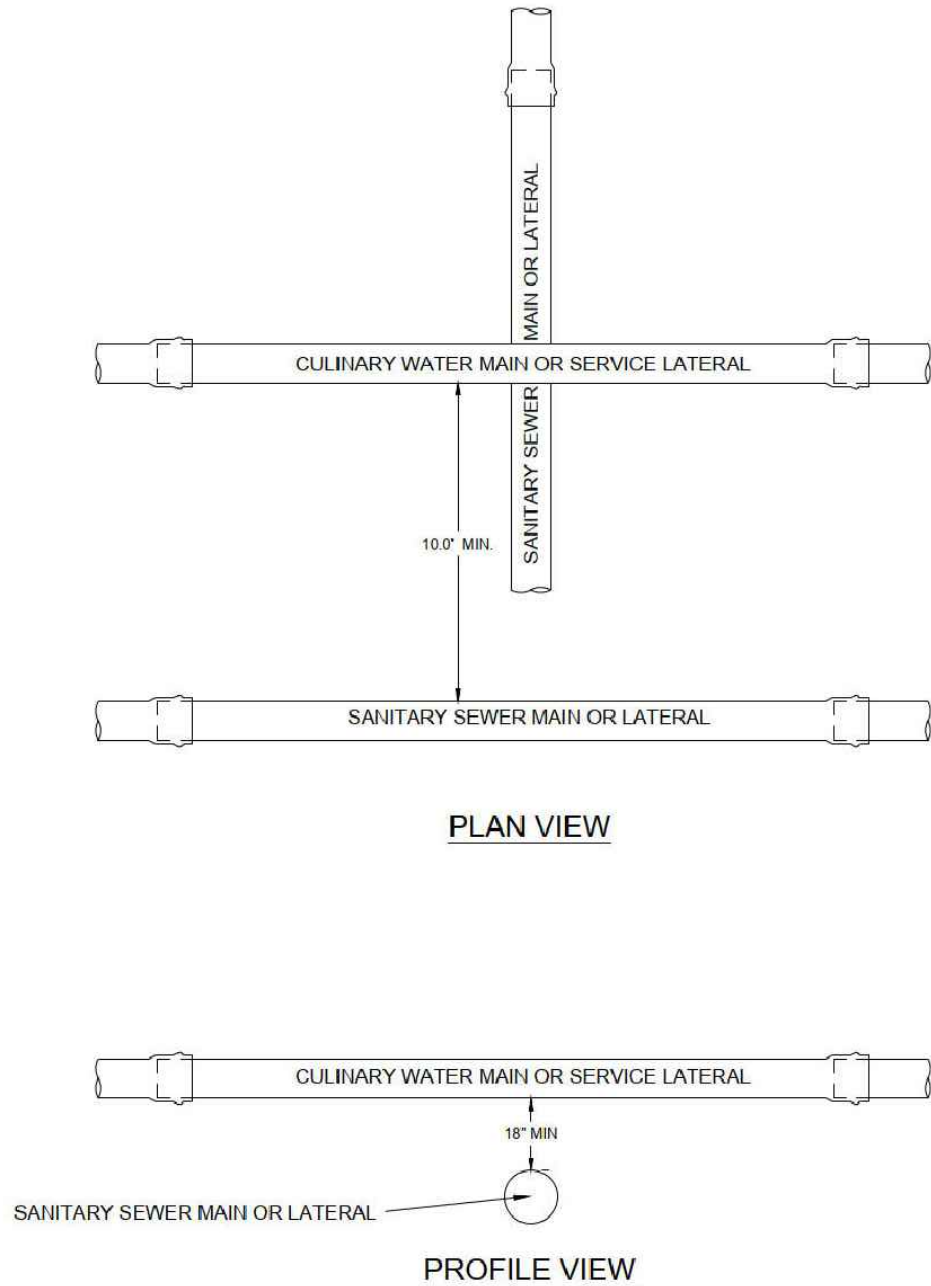 SANITARY SEWER MAIN OR LATERAL
CULINARY WATER MAIN OR SERVICE LATERAL
10.0' MIN.
SANITARY SEWER MAIN OR LATERAL
PLAN VIEW
CULINARY WATER MAIN OR SERVICE LATERAL
18" MIN
SANITARY SEWER MAIN OR LATERAL
PROFILE VIEW